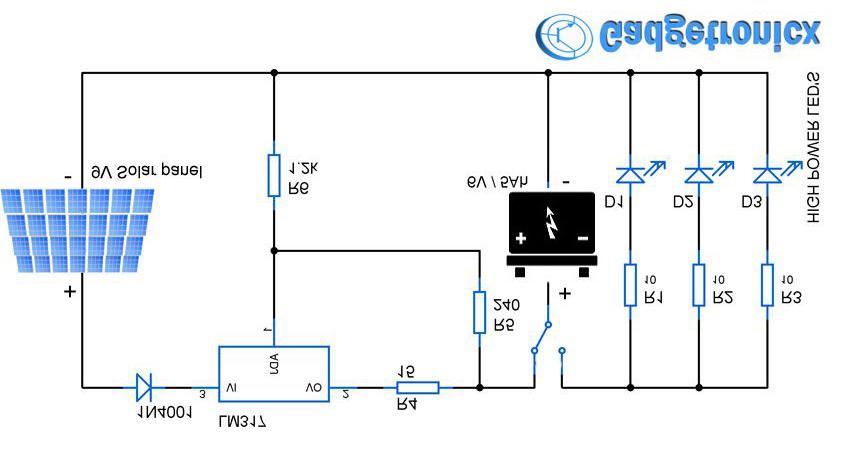 Gadgetronicx
HIGH POWER LED'S
-
9V Solar panel
+
1.2k
R6
6V / 5Ah
-
+ -
+
D1
D2
D3
10
R1
10
R2
10
R3
240
R5
1
ADJ
VI
VO
3
2
1N4001
LM317
15
R4